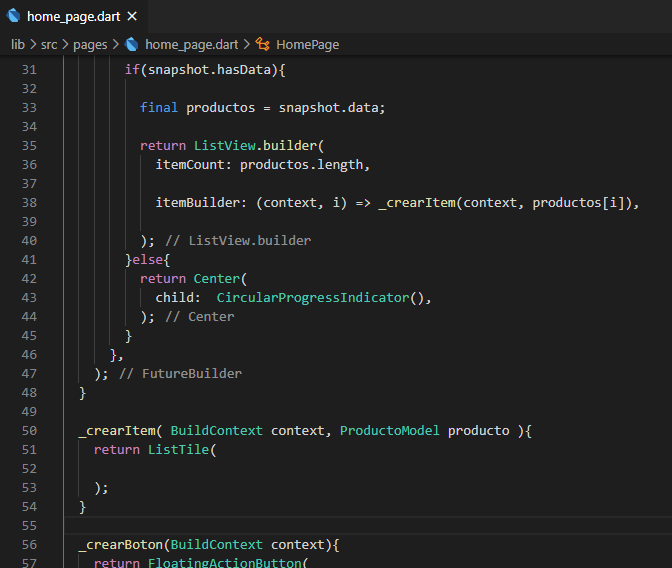 home_page.dart ×
lib > src > pages > home_page.dart > HomePage
31 if(snapshot.hasData){
32
33 final productos = snapshot.data;
34
35 return ListView.builder(
36 itemCount: productos.length,
37
38 itemBuilder: (context, i) => _crearItem(context, productos[i]),
39
40 ); // ListView.builder
41 }else{
42 return Center(
43 child:  CircularProgressIndicator(),
44 ); // Center
45 }
46 },
47 ); // FutureBuilder
48 }
49
50 _crearItem( BuildContext context, ProductoModel producto ){
51 return ListTile(
52
53 );
54 }
55
56 _crearBoton(BuildContext context){
57 return FloatingActionButton(